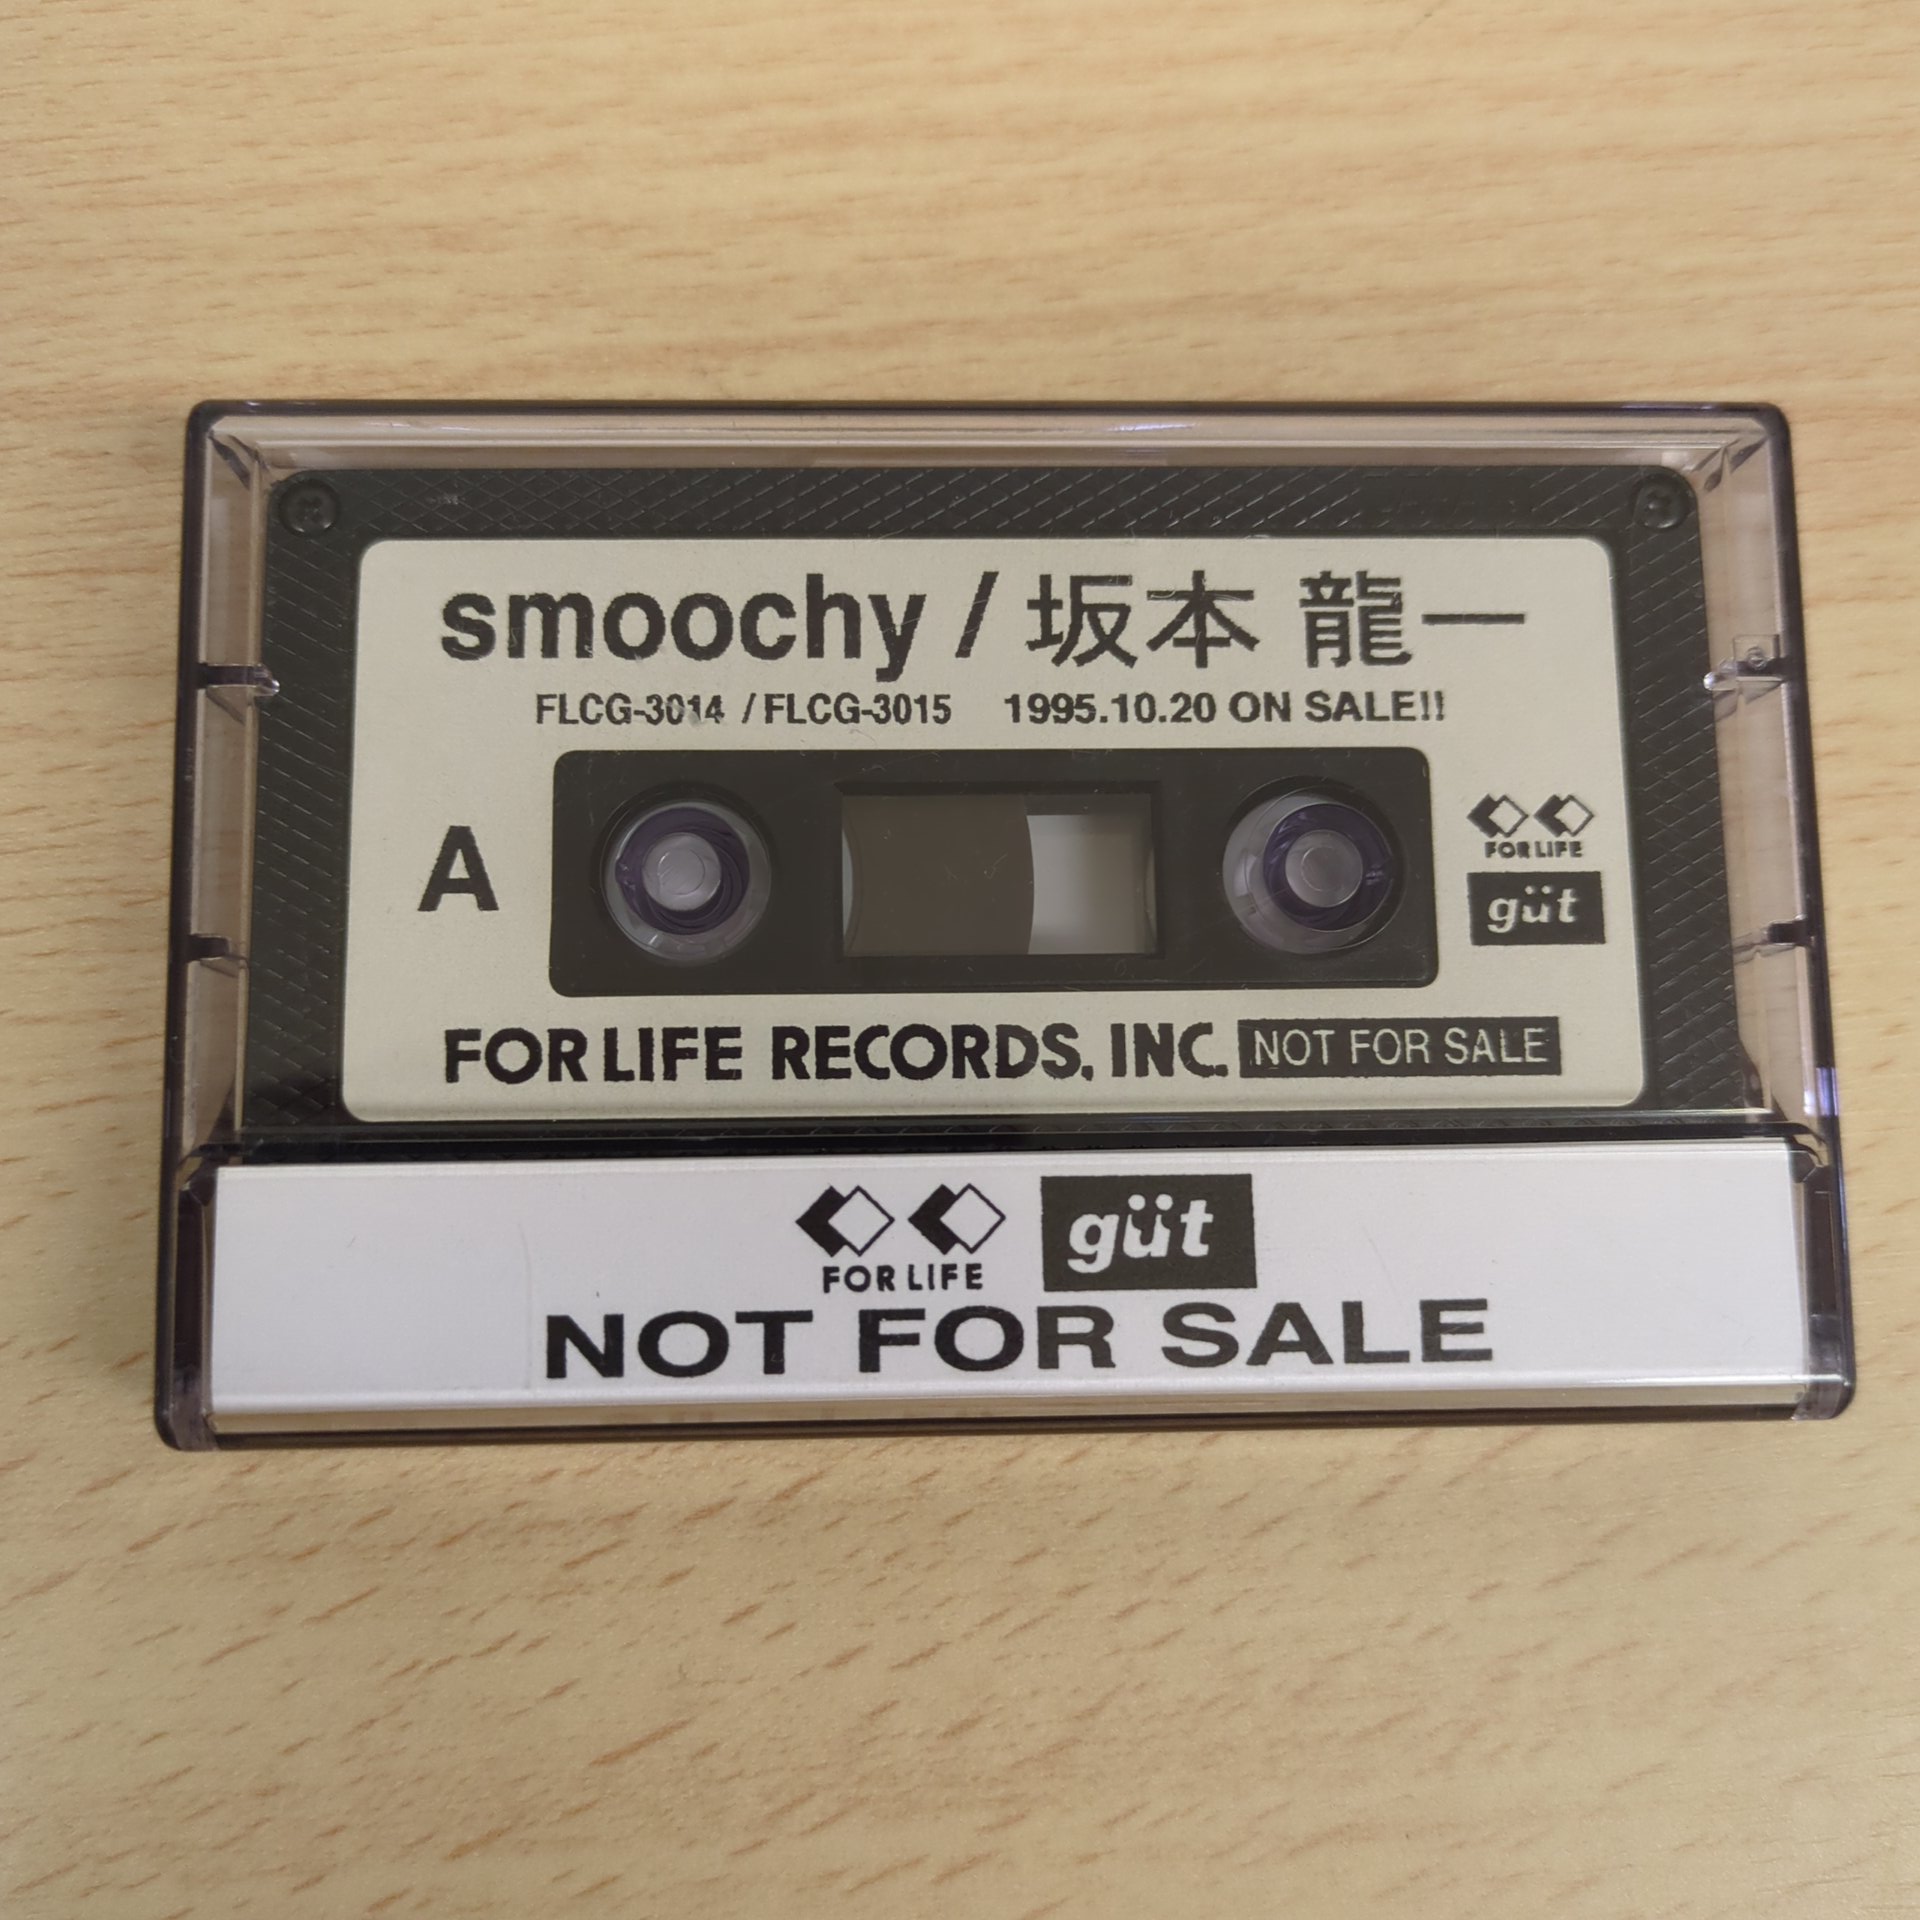 smoochy / 坂本 龍一
FLCG-3014 / FLCG-3015 1995.10.20 ON SALE!!
A
FOR LIFE
güt
FOR LIFE RECORDS, INC. NOT FOR SALE
FOR LIFE güt
NOT FOR SALE